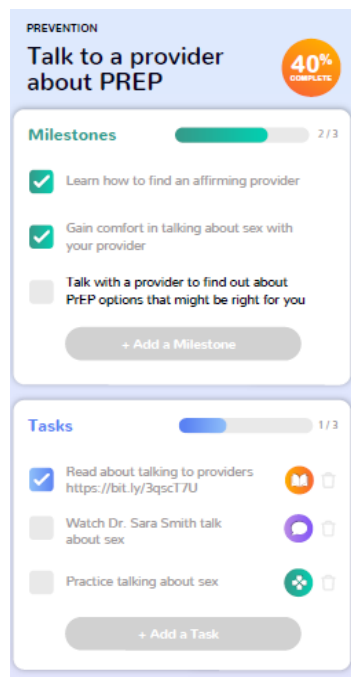 PREVENTION
Talk to a provider
about PREP
40%
COMPLETE
Milestones
2/3
Learn how to find an affirming provider
Gain comfort in talking about sex with
your provider
Talk with a provider to find out about
PrEP options that might be right for you
+ Add a Milestone
Tasks
1/3
Read about talking to providers
https://bit.ly/3qscT7U
Watch Dr. Sara Smith talk
about sex
Practice talking about sex
+ Add a Task